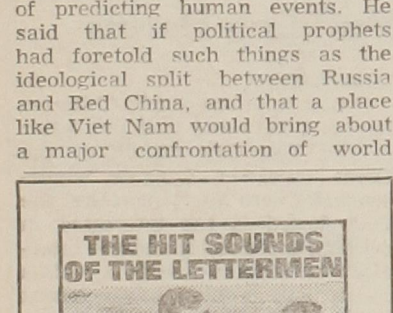 of predicting human events. He
said that if political prophets
had foretold such things as the
ideological split between Russia
and Red China, and that a place
like Viet Nam would bring about
a major confrontation of world
THE HIT SOUNDS
OF THE LETTERMEN